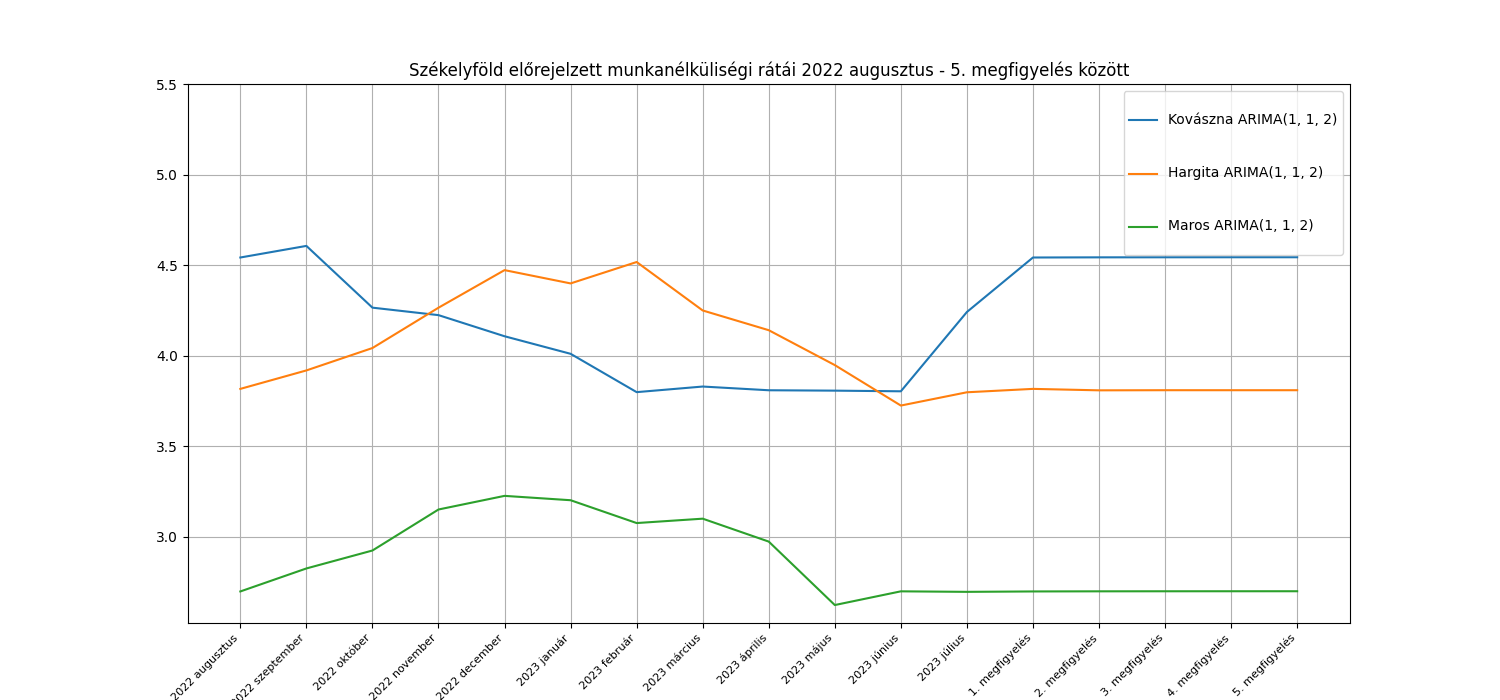 Székelyföld előrejelzett munkanélküliségi rátái 2022 augusztus - 5. megfigyelés között
5.5
5.0
4.5
4.0
3.5
3.0
Kovászna ARIMA(1, 1, 2)
Hargita ARIMA(1, 1, 2)
Maros ARIMA(1, 1, 2)
2022 augusztus
2022 szeptember
2022 október
2022 november
2022 december
2023 január
2023 február
2023 március
2023 április
2023 május
2023 június
2023 július
1. megfigyelés
2. megfigyelés
3. megfigyelés
4. megfigyelés
5. megfigyelés